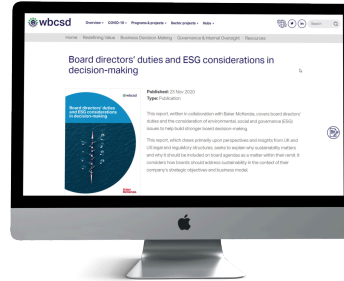 wbcsd
Overview COVID-19 Programs & projects Sector projects News Search
Home Redefining Value Business Decision-Making Governance & Internal Oversight Resources
Board directors' duties and ESG considerations in
decision-making
wbcsd
Board directors' duties
and ESG considerations
in decision-making
Published: 23 Nov 2020
Type: Publication
This report, written in collaboration with Baker McKenzie, covers board directors'
duties and the consideration of environmental, social and governance (ESG)
issues to help build stronger board decision-making.
This report, which draws primarily upon perspectives and insights from UK and
US legal and regulatory structures, seeks to explain why sustainability matters
and why it should be included on board agendas as a matter within their remit. It
considers how boards should address sustainability in the context of their
company's strategic objectives and business model.